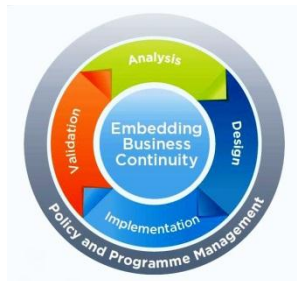 Analysis
Design
Implementation
Validation
Embedding
Business
Continuity
Policy and Programme Management